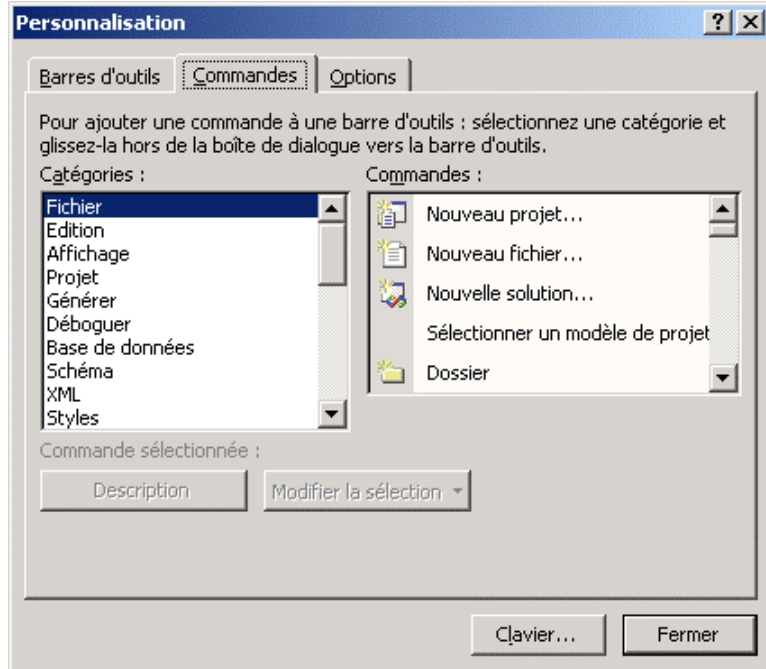 Personnalisation
Barres d'outils
Commandes
Options
Pour ajouter une commande à une barre d'outils : sélectionnez une catégorie et
glissez-la hors de la boîte de dialogue vers la barre d'outils.
Catégories :
Fichier
Edition
Affichage
Projet
Générer
Déboguer
Base de données
Schéma
XML
Styles
Commandes :
Nouveau projet...
Nouveau fichier...
Nouvelle solution...
Sélectionner un modèle de projet
Dossier
Commande sélectionnée :
Description
Modifier la sélection
Clavier...
Fermer